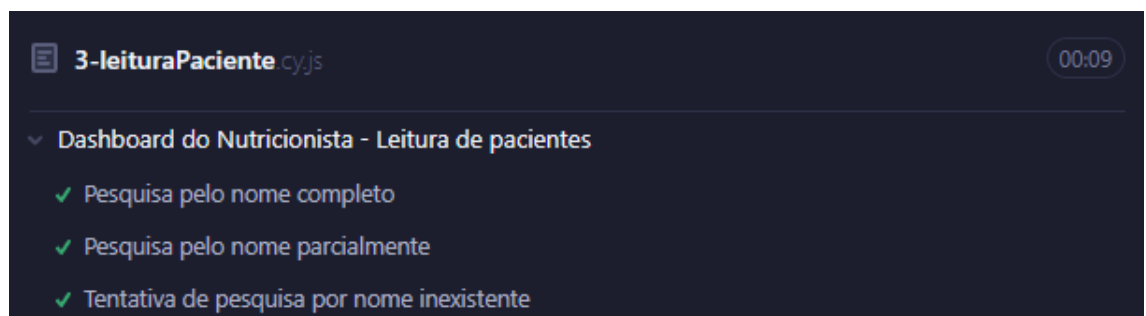 3-leituraPaciente.cy.js 00:09
Dashboard do Nutricionista - Leitura de pacientes
Pesquisa pelo nome completo
Pesquisa pelo nome parcialmente
Tentativa de pesquisa por nome inexistente